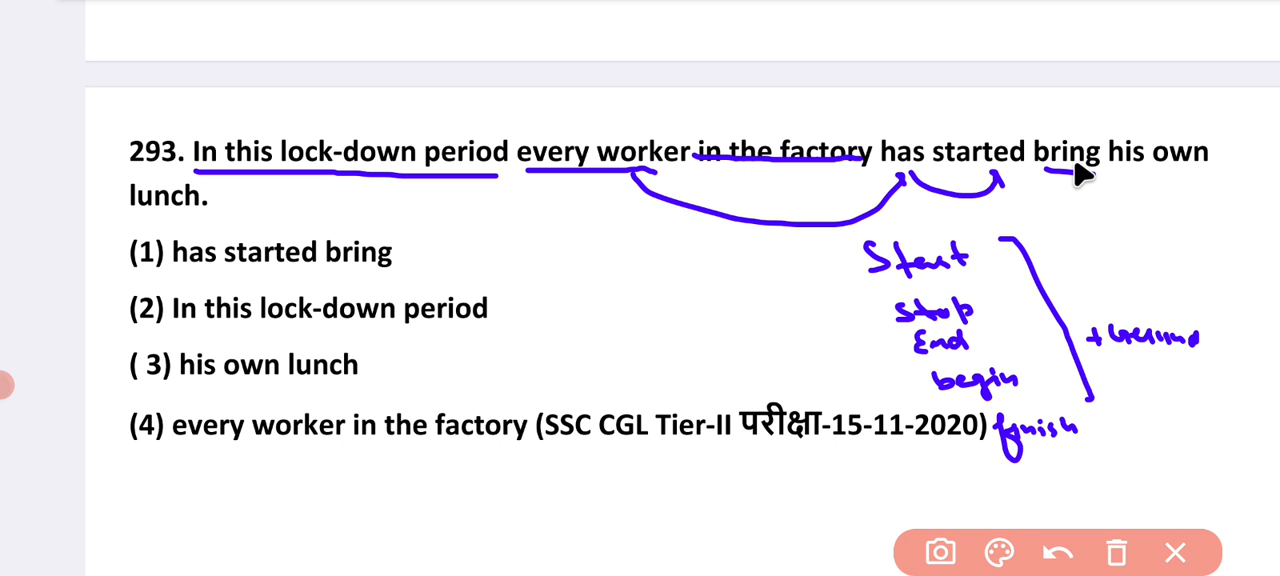 293. In this lock-down period every worker in the factory has started bring his own
lunch.
(1) has started bring
(2) In this lock-down period
( 3) his own lunch
(4) every worker in the factory (SSC CGL Tier-II परीक्षा-15-11-2020)
Start
Stop
End
begin
finish
+ Gerund